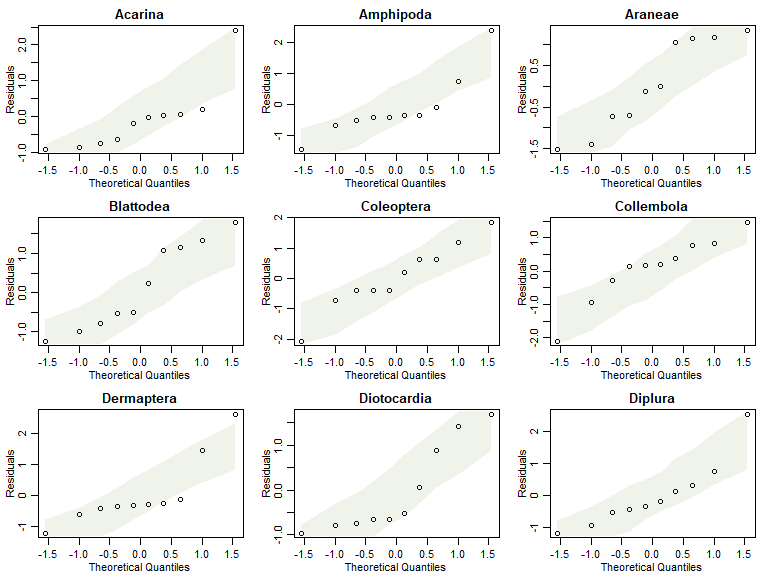 Acarina
Residuals
-1.0 0.0 1.0 2.0
-1.5 -1.0 -0.5 0.0 0.5 1.0 1.5
Theoretical Quantiles
Amphipoda
Residuals
-1 0 1 2
-1.5 -1.0 -0.5 0.0 0.5 1.0 1.5
Theoretical Quantiles
Araneae
Residuals
-1.5 -0.5 0.5
-1.5 -1.0 -0.5 0.0 0.5 1.0 1.5
Theoretical Quantiles
Blattodea
Residuals
-1.0 0.0 1.0
-1.5 -1.0 -0.5 0.0 0.5 1.0 1.5
Theoretical Quantiles
Coleoptera
Residuals
-2 -1 0 1 2
-1.5 -1.0 -0.5 0.0 0.5 1.0 1.5
Theoretical Quantiles
Collembola
Residuals
-2.0 -1.0 0.0 1.0
-1.5 -1.0 -0.5 0.0 0.5 1.0 1.5
Theoretical Quantiles
Dermaptera
Residuals
-1 0 1 2
-1.5 -1.0 -0.5 0.0 0.5 1.0 1.5
Theoretical Quantiles
Diotocardia
Residuals
-1.0 0.0 1.0
-1.5 -1.0 -0.5 0.0 0.5 1.0 1.5
Theoretical Quantiles
Diplura
Residuals
-1 0 1 2
-1.5 -1.0 -0.5 0.0 0.5 1.0 1.5
Theoretical Quantiles